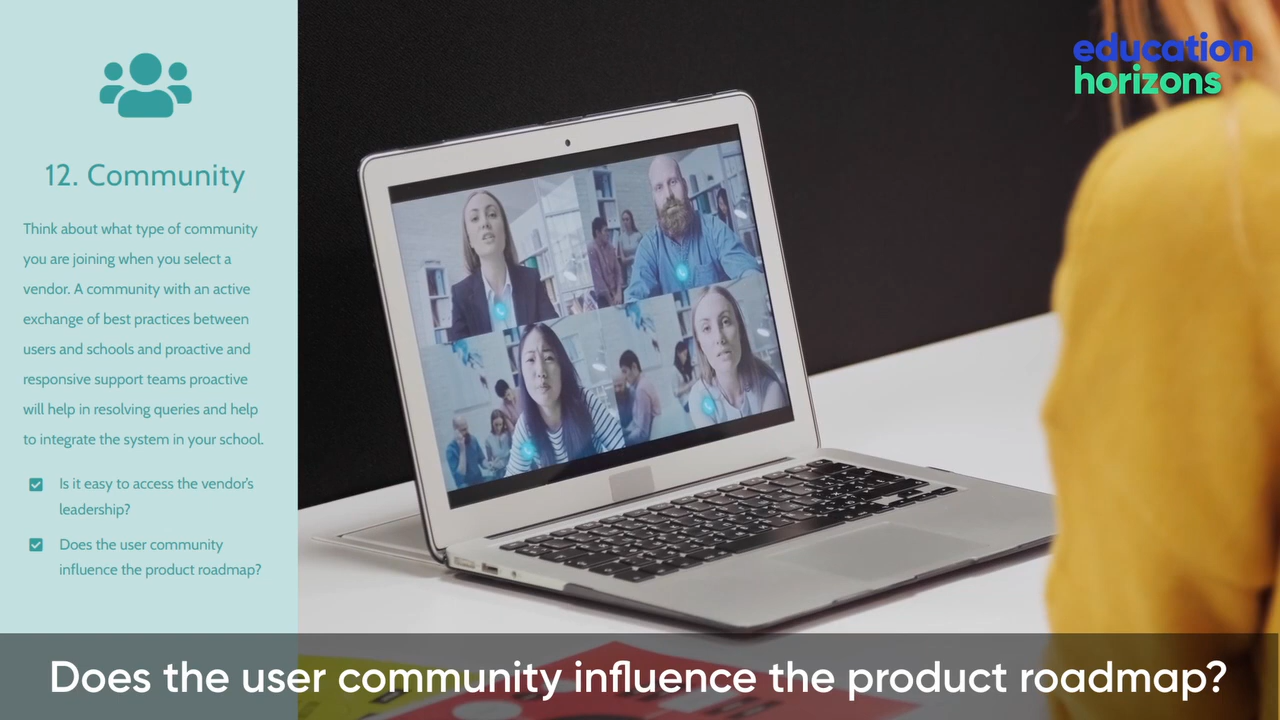 12. Community
Think about what type of community
you are joining when you select a
vendor. A community with an active
exchange of best practices between
users and schools and proactive and
responsive support teams proactive
will help in resolving queries and help
to integrate the system in your school.
Is it easy to access the vendor's
leadership?
Does the user community
influence the product roadmap?
education
horizons
Does the user community influence the product roadmap?